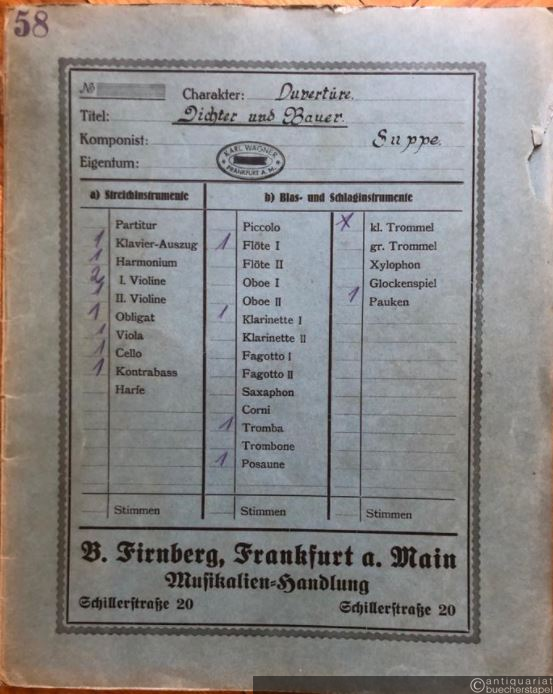 58
№
Charakter: Ouvertüre.
Titel: Dichter und Bauer.
Komponist: Suppe.
Eigentum: KARL WAGNER FRANKFURT A. M.
a) Streichinstrumente
b) Blas- und Schlaginstrumente
Partitur
1 Klavier-Auszug
1 Harmonium
2 I. Violine
1 II. Violine
1 Obligat
1 Viola
1 Cello
1 Kontrabass
Harfe
Stimmen
Piccolo
1 Flöte I
Flöte II
Oboe I
Oboe II
1 Klarinette I
Klarinette II
Fagotto I
Fagotto II
Saxaphon
Corni
1 Tromba
Trombone
1 Posaune
Stimmen
X kl. Trommel
gr. Trommel
Xylophon
Glockenspiel
1 Pauken
Stimmen
B. Firnberg, Frankfurt a. Main
Musikalien-Handlung
Schillerstraße 20 Schillerstraße 20
©antiquariat
buecherstapel